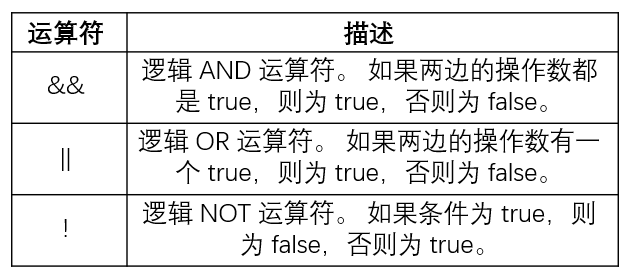 运算符 描述
&& 逻辑 AND 运算符。 如果两边的操作数都
是 true，则为 true，否则为 false。
|| 逻辑 OR 运算符。 如果两边的操作数有一
个 true，则为 true，否则为 false。
! 逻辑 NOT 运算符。 如果条件为 true，则
为 false，否则为 true。